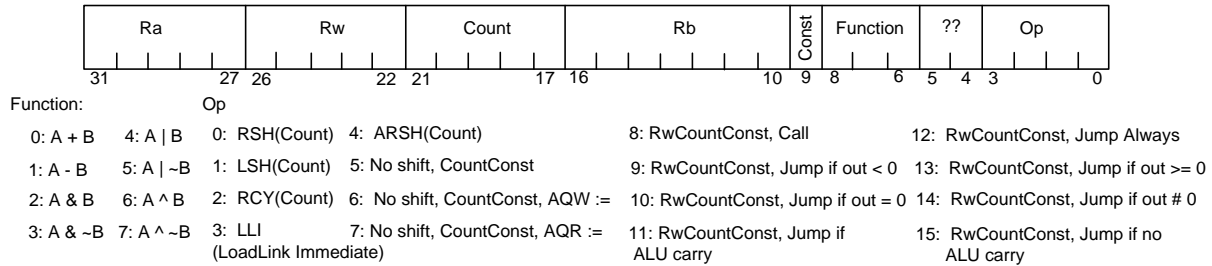 Ra Rw Count Rb Const Function ?? Op
31 27 26 22 21 17 16 10 9 8 6 5 4 3 0
Function: Op
0: A + B 4: A | B 0: RSH(Count) 4: ARSH(Count) 8: RwCountConst, Call 12: RwCountConst, Jump Always
1: A - B 5: A | ~B 1: LSH(Count) 5: No shift, CountConst 9: RwCountConst, Jump if out < 0 13: RwCountConst, Jump if out >= 0
2: A & B 6: A ^ B 2: RCY(Count) 6: No shift, CountConst, AQW := 10: RwCountConst, Jump if out = 0 14: RwCountConst, Jump if out # 0
3: A & ~B 7: A ^ ~B 3: LLI 7: No shift, CountConst, AQR := 11: RwCountConst, Jump if 15: RwCountConst, Jump if no
(LoadLink Immediate) ALU carry ALU carry